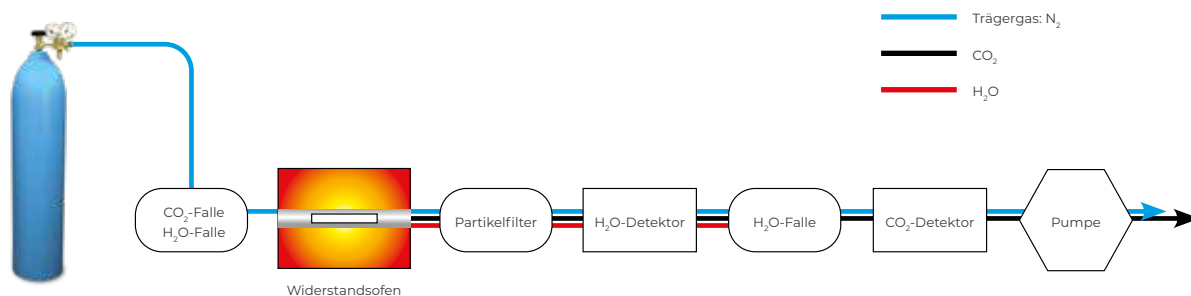 Trägergas: N₂
CO₂
H₂O
CO₂-Falle
H₂O-Falle
Partikelfilter
H₂O-Detektor
H₂O-Falle
CO₂-Detektor
Pumpe
Widerstandsofen